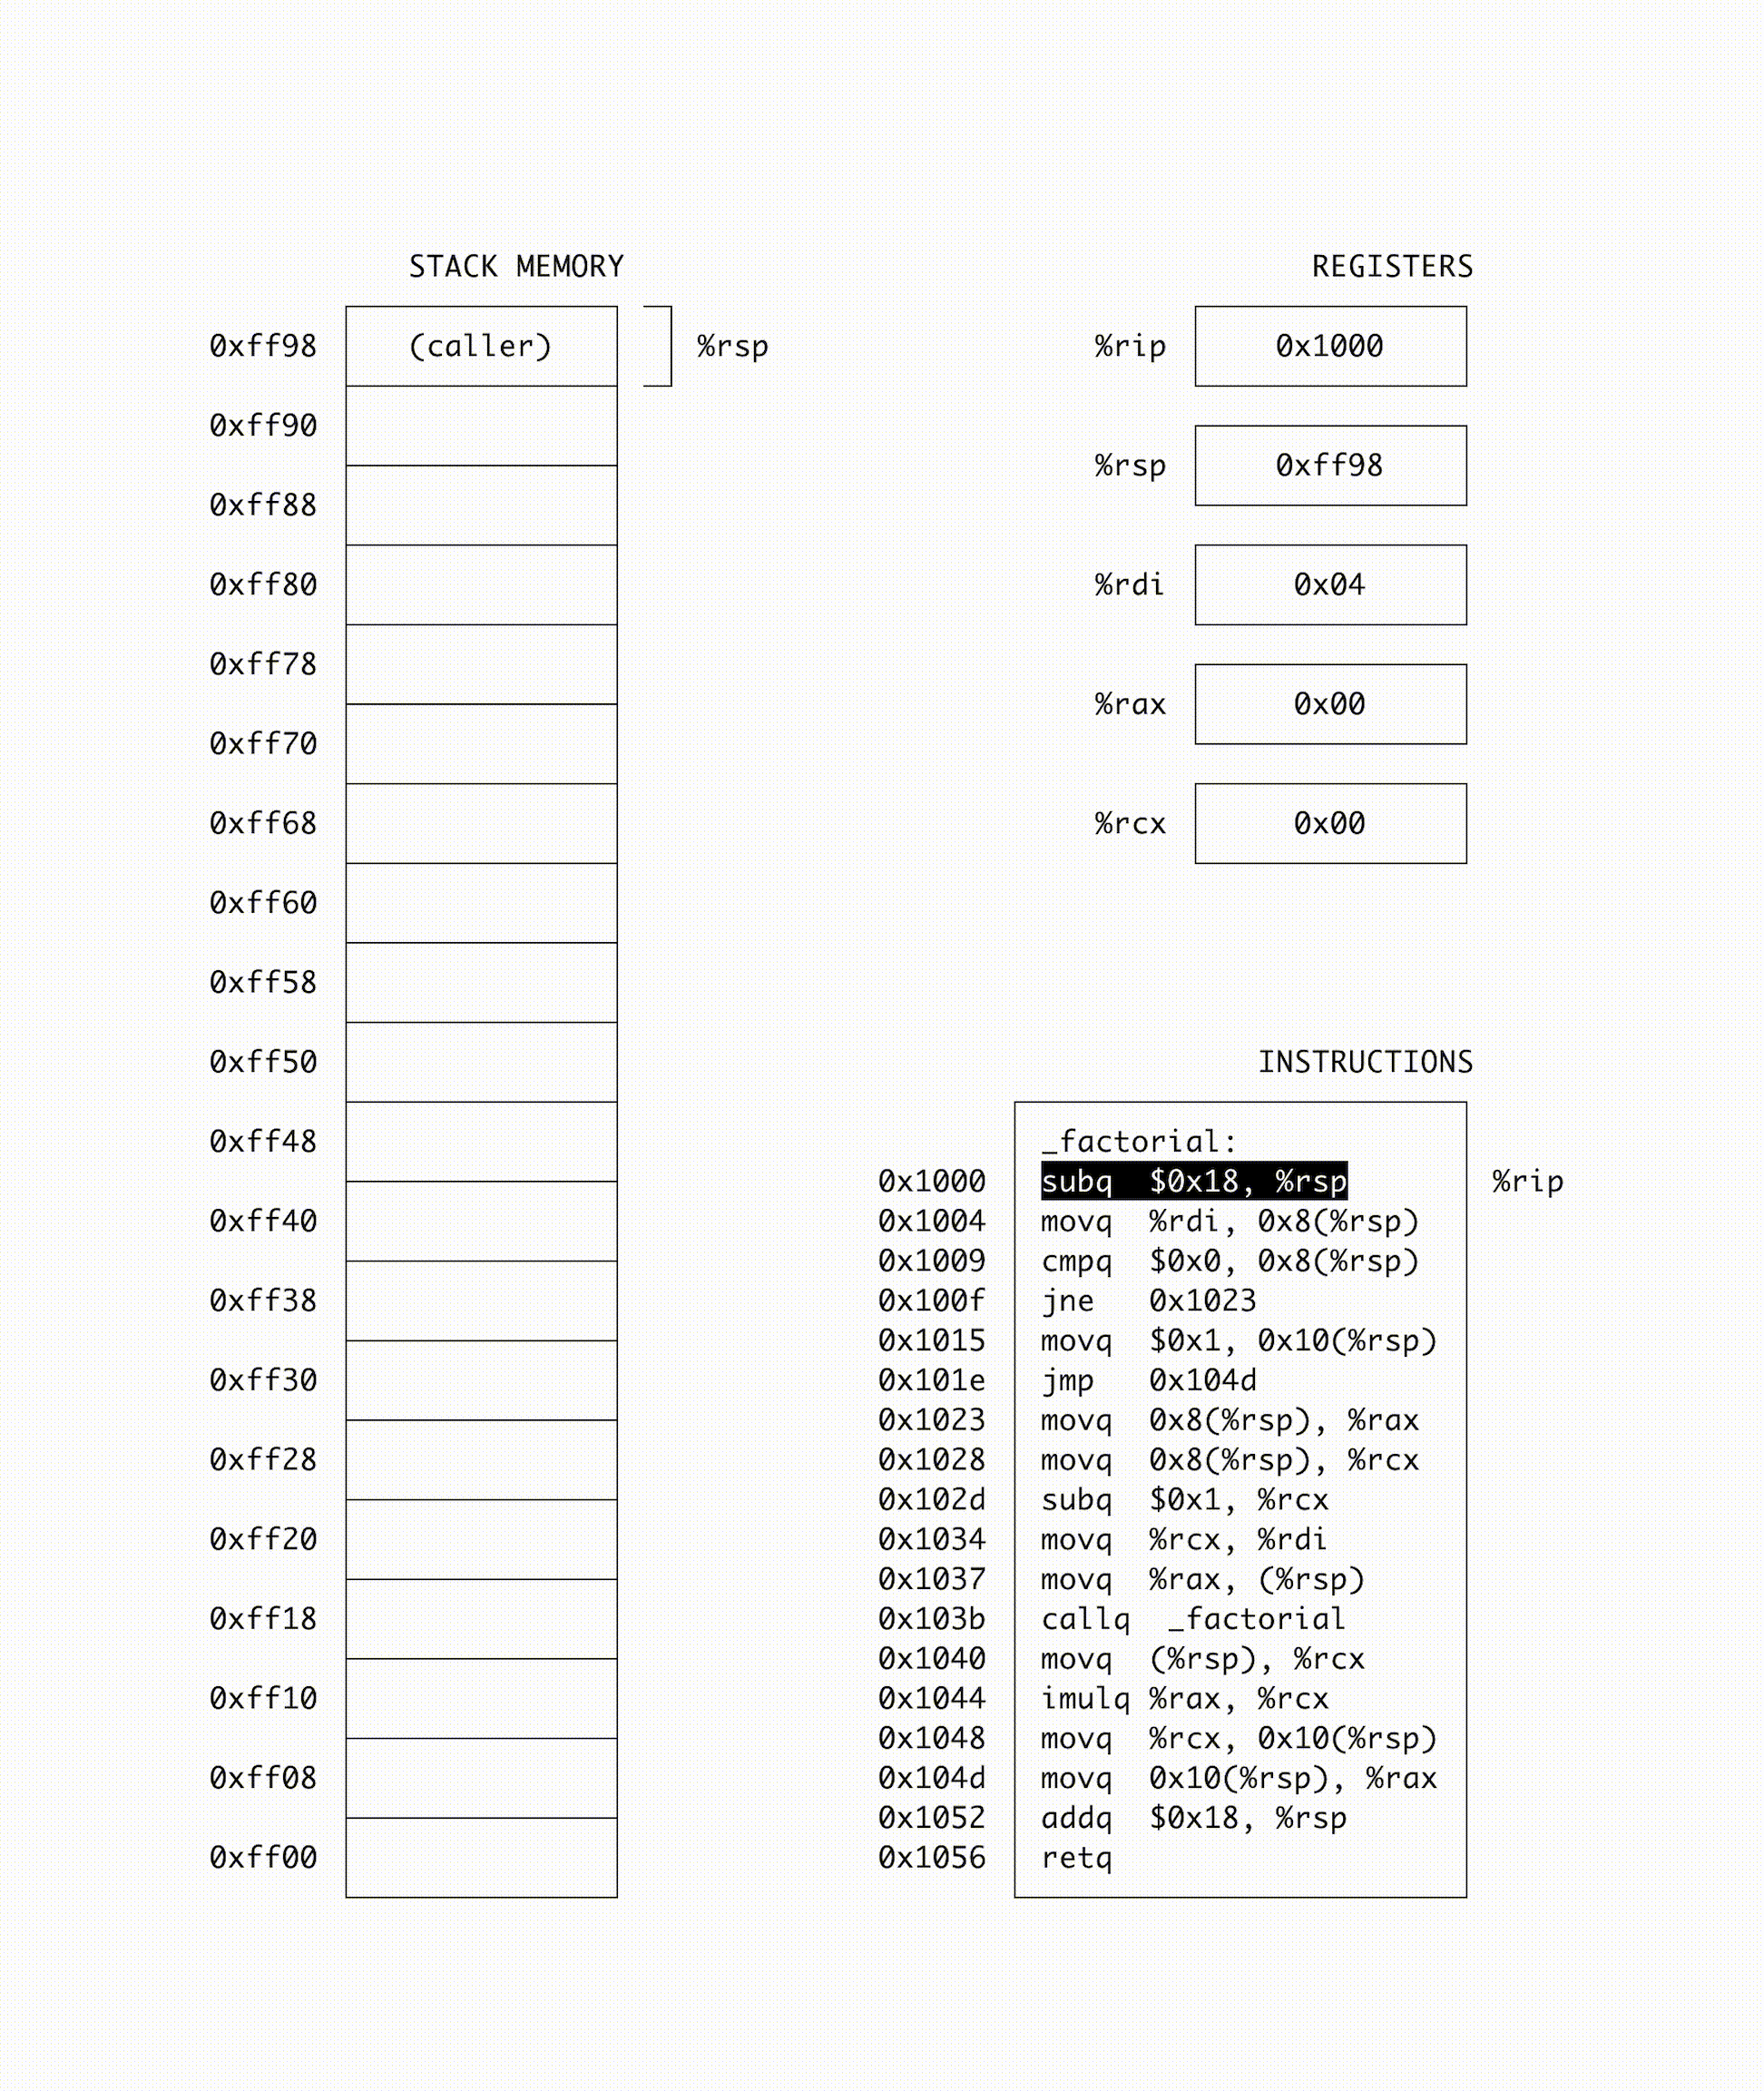 STACK MEMORY
0xff98 (caller) %rsp
0xff90
0xff88
0xff80
0xff78
0xff70
0xff68
0xff60
0xff58
0xff50
0xff48
0xff40
0xff38
0xff30
0xff28
0xff20
0xff18
0xff10
0xff08
0xff00
REGISTERS
%rip 0x1000
%rsp 0xff98
%rdi 0x04
%rax 0x00
%rcx 0x00
INSTRUCTIONS
_factorial:
0x1000 subq $0x18, %rsp %rip
0x1004 movq %rdi, 0x8(%rsp)
0x1009 cmpq $0x0, 0x8(%rsp)
0x100f jne 0x1023
0x1015 movq $0x1, 0x10(%rsp)
0x101e jmp 0x104d
0x1023 movq 0x8(%rsp), %rax
0x1028 movq 0x8(%rsp), %rcx
0x102d subq $0x1, %rcx
0x1034 movq %rcx, %rdi
0x1037 movq %rax, (%rsp)
0x103b callq _factorial
0x1040 movq (%rsp), %rcx
0x1044 imulq %rax, %rcx
0x1048 movq %rcx, 0x10(%rsp)
0x104d movq 0x10(%rsp), %rax
0x1052 addq $0x18, %rsp
0x1056 retq